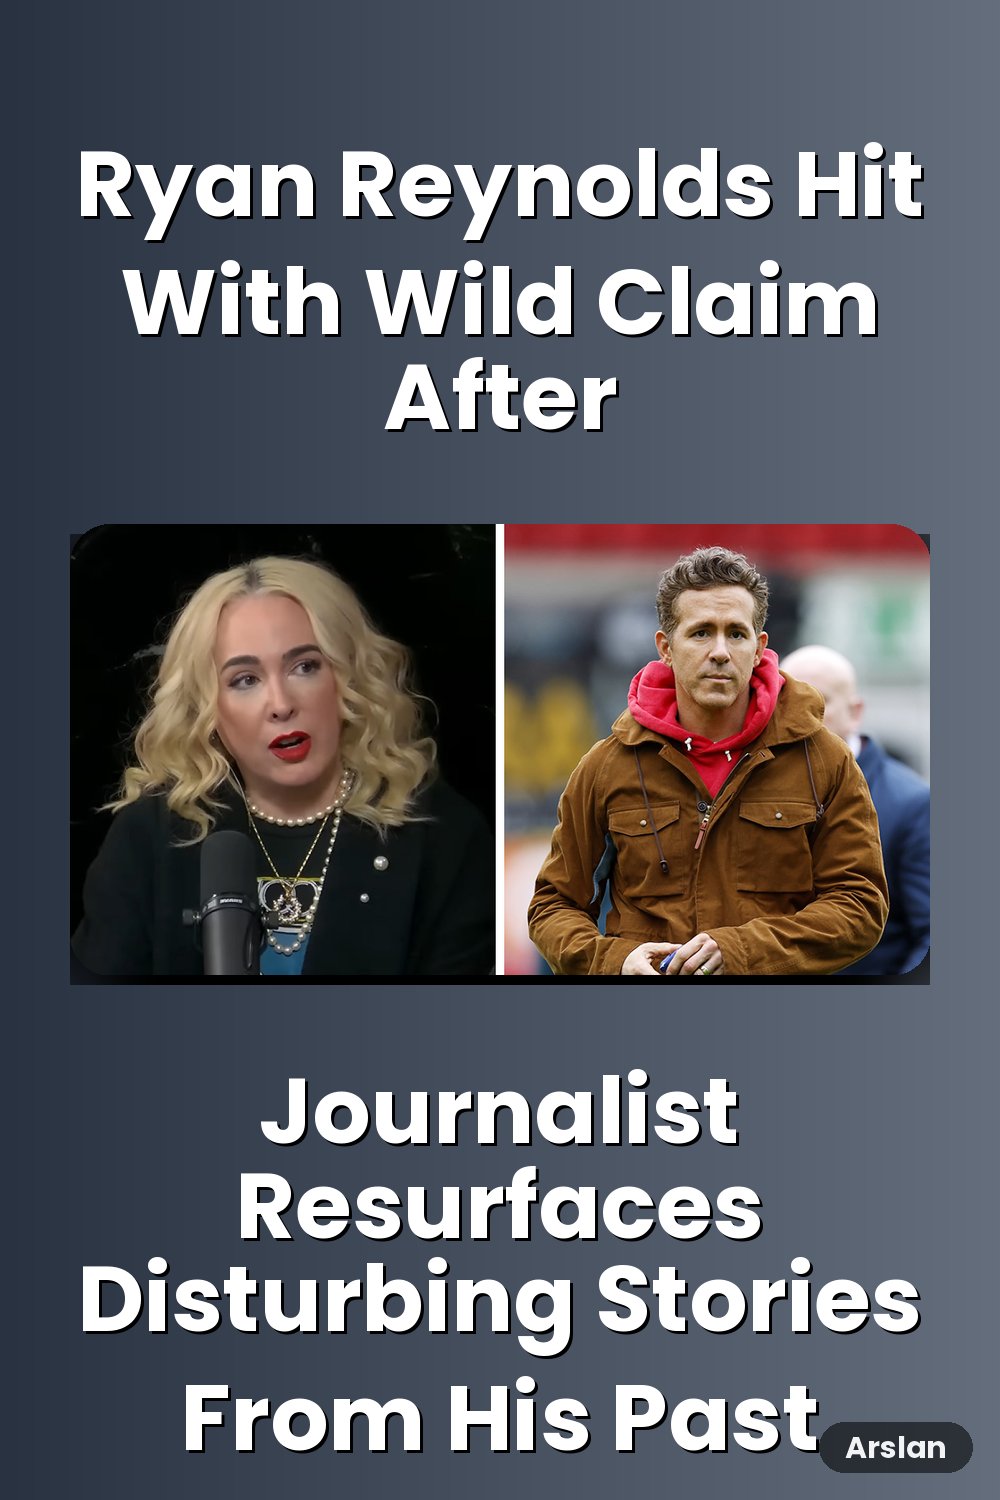 Ryan Reynolds Hit
With Wild Claim
After
Journalist
Resurfaces
Disturbing Stories
From His Past
Arslan